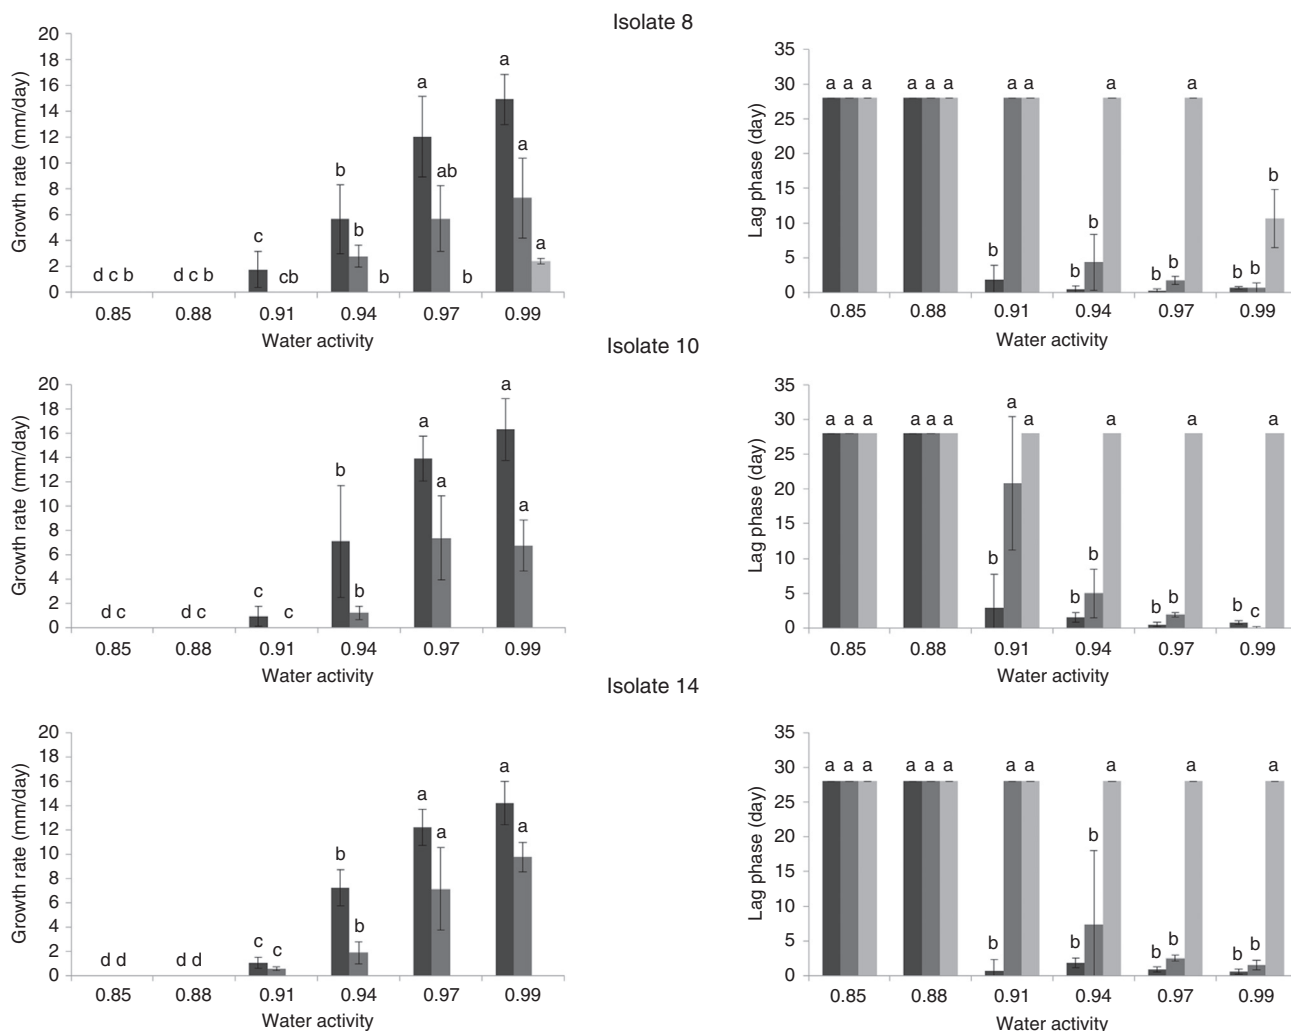 Isolate 8
Growth rate (mm/day)
20
18
16
14
12
10
8
6
4
2
0
d c b
d c b
c
cb
b
b
b
a
ab
b
a
a
a
0.85 0.88 0.91 0.94 0.97 0.99
Water activity
Lag phase (day)
35
30
25
20
15
10
5
0
a a a
a a a
b
a a
b
b
a
b
b
a
b
b
b
0.85 0.88 0.91 0.94 0.97 0.99
Water activity
Isolate 10
Growth rate (mm/day)
20
18
16
14
12
10
8
6
4
2
0
d c
d c
c
c
b
b
a
a
a
a
0.85 0.88 0.91 0.94 0.97 0.99
Water activity
Lag phase (day)
35
30
25
20
15
10
5
0
a a a
a a a
b
a
a
b
b
a
b
b
a
b
c
a
0.85 0.88 0.91 0.94 0.97 0.99
Water activity
Isolate 14
Growth rate (mm/day)
20
18
16
14
12
10
8
6
4
2
0
d d
d d
c
c
b
b
a
a
a
a
0.85 0.88 0.91 0.94 0.97 0.99
Water activity
Lag phase (day)
35
30
25
20
15
10
5
0
a a a
a a a
b
a a
b
b
a
b
b
a
b
b
a
0.85 0.88 0.91 0.94 0.97 0.99
Water activity